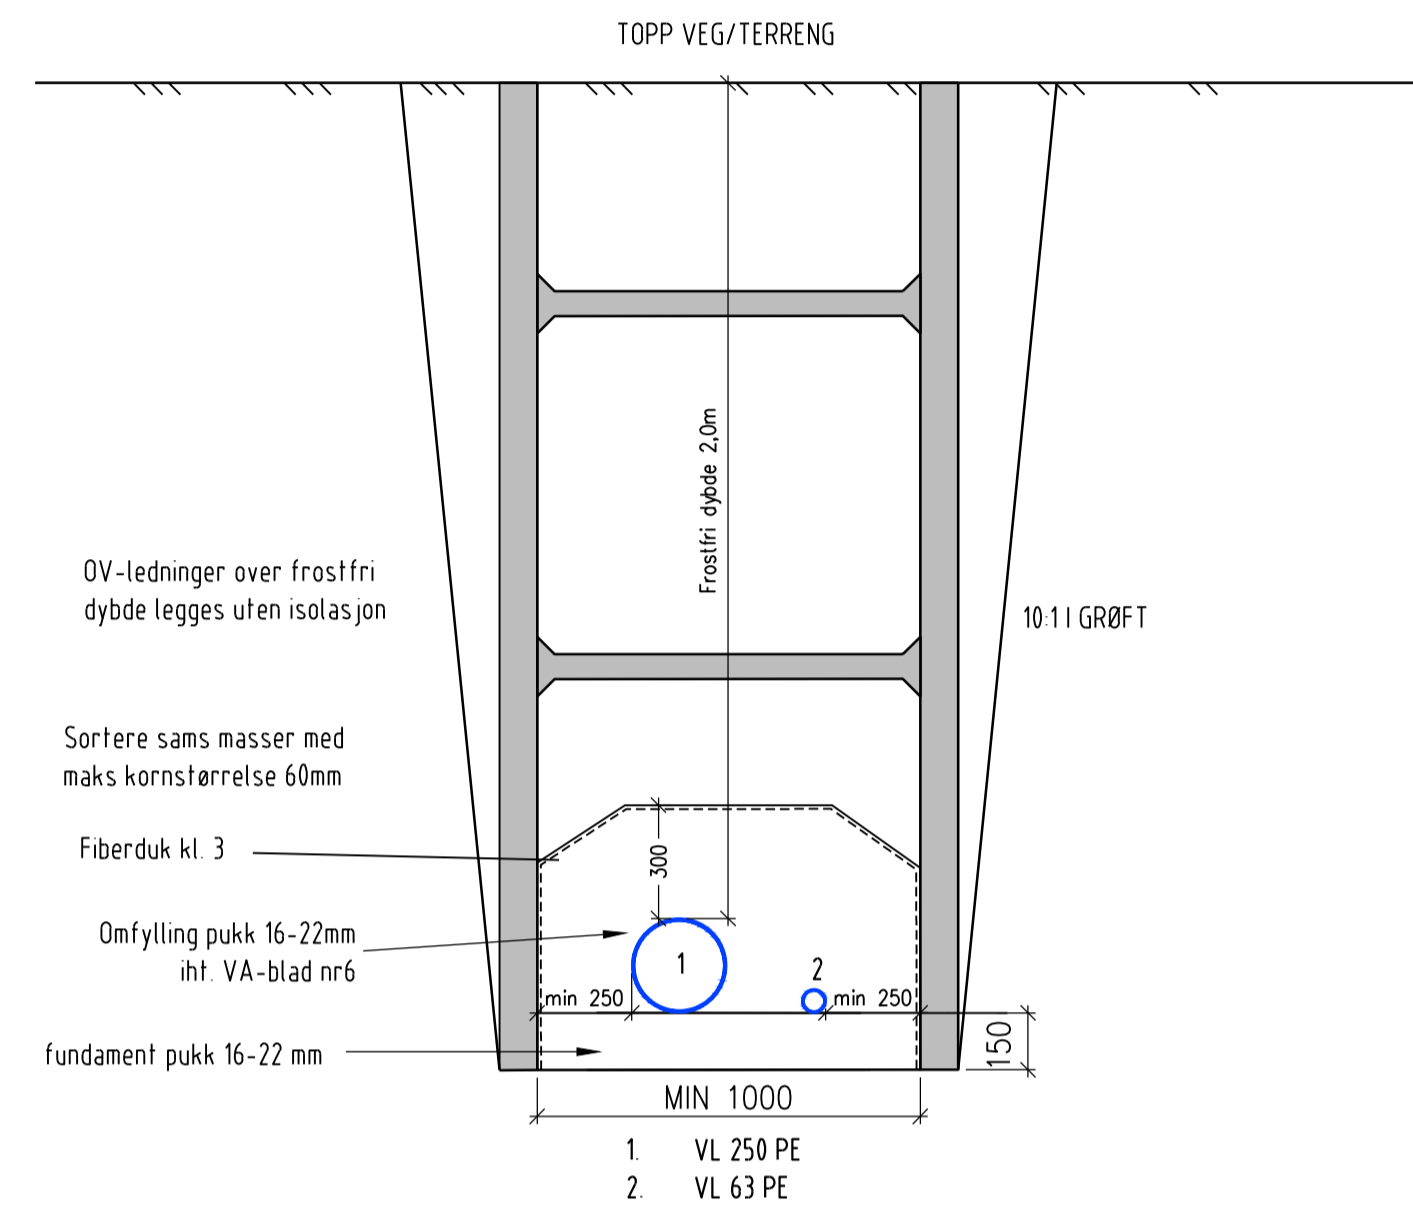 TOPP VEG/TERRENG
Frostfri dybde 2,0m
OV-ledninger over frostfri
dybde legges uten isolasjon
10:1 I GRØFT
Sortere sams masser med
maks kornstørrelse 60mm
Fiberduk kl. 3
300
Omfylling pukk 16-22mm
iht. VA-blad nr6
1
2
min 250
min 250
fundament pukk 16-22 mm
150
MIN 1000
1. VL 250 PE
2. VL 63 PE